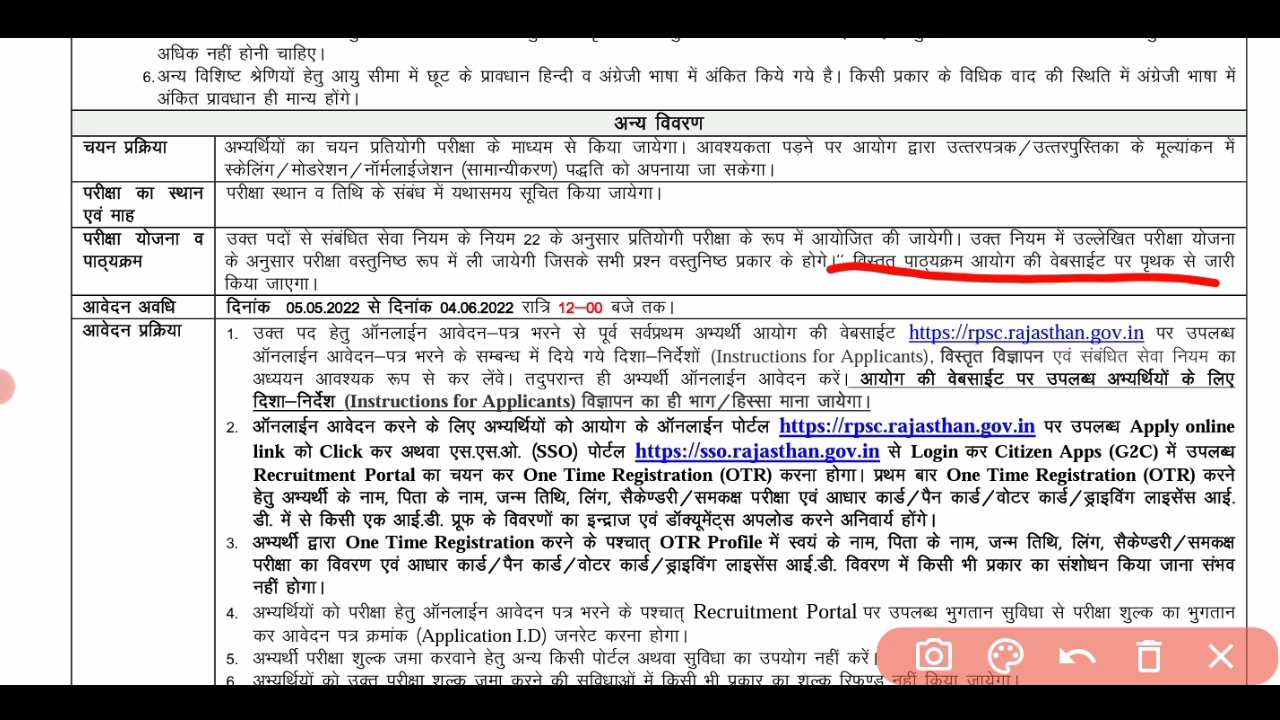 अधिक नहीं होनी चाहिए।
6. अन्य विशिष्ट श्रेणियों हेतु आयु सीमा में छूट के प्रावधान हिन्दी व अंग्रेजी भाषा में अंकित किये गये है। किसी प्रकार के विधिक वाद की स्थिति में अंग्रेजी भाषा में
अंकित प्रावधान ही मान्य होंगे।
अन्य विवरण
चयन प्रक्रिया
अभ्यर्थियों का चयन प्रतियोगी परीक्षा के माध्यम से किया जायेगा। आवश्यकता पड़ने पर आयोग द्वारा उत्तरपत्रक/उत्तरपुस्तिका के मूल्यांकन में
स्केलिंग/मोडरेशन/नॉर्मलाईजेशन (सामान्यीकरण) पद्धति को अपनाया जा सकेगा।
परीक्षा का स्थान
एवं माह
परीक्षा स्थान व तिथि के संबंध में यथासमय सूचित किया जायेगा।
परीक्षा योजना व
पाठ्यक्रम
उक्त पदों से संबंधित सेवा नियम के नियम 22 के अनुसार प्रतियोगी परीक्षा के रूप में आयोजित की जायेगी। उक्त नियम में उल्लेखित परीक्षा योजना
के अनुसार परीक्षा वस्तुनिष्ठ रूप में ली जायेगी जिसके सभी प्रश्न वस्तुनिष्ठ प्रकार के होगे।'' विस्तृत पाठ्यक्रम आयोग की वेबसाईट पर पृथक से जारी
किया जाएगा।
आवेदन अवधि
दिनांक 05.05.2022 से दिनांक 04.06.2022 रात्रि 12–00 बजे तक।
आवेदन प्रक्रिया
1. उक्त पद हेतु ऑनलाईन आवेदन–पत्र भरने से पूर्व सर्वप्रथम अभ्यर्थी आयोग की वेबसाईट https://rpsc.rajasthan.gov.in पर उपलब्ध
ऑनलाईन आवेदन–पत्र भरने के सम्बन्ध में दिये गये दिशा–निर्देशों (Instructions for Applicants), विस्तृत विज्ञापन एवं संबंधित सेवा नियम का
अध्ययन आवश्यक रूप से कर लेंवे। तदुपरान्त ही अभ्यर्थी ऑनलाईन आवेदन करें। आयोग की वेबसाईट पर उपलब्ध अभ्यर्थियों के लिए
दिशा–निर्देश (Instructions for Applicants) विज्ञापन का ही भाग/हिस्सा माना जायेगा।
2. ऑनलाईन आवेदन करने के लिए अभ्यर्थियों को आयोग के ऑनलाईन पोर्टल https://rpsc.rajasthan.gov.in पर उपलब्ध Apply online
link को Click कर अथवा एस.एस.ओ. (SSO) पोर्टल https://sso.rajasthan.gov.in से Login कर Citizen Apps (G2C) में उपलब्ध
Recruitment Portal का चयन कर One Time Registration (OTR) करना होगा। प्रथम बार One Time Registration (OTR) करने
हेतु अभ्यर्थी के नाम, पिता के नाम, जन्म तिथि, लिंग, सैकेण्डरी/समकक्ष परीक्षा एवं आधार कार्ड/पैन कार्ड/वोटर कार्ड/ड्राइविंग लाइसेंस आई.
डी. में से किसी एक आई.डी. प्रूफ के विवरणों का इन्द्राज एवं डॉक्यूमेंट्स अपलोड करने अनिवार्य होंगे।
3. अभ्यर्थी द्वारा One Time Registration करने के पश्चात् OTR Profile में स्वयं के नाम, पिता के नाम, जन्म तिथि, लिंग, सैकेण्डरी/समकक्ष
परीक्षा का विवरण एवं आधार कार्ड/पैन कार्ड/वोटर कार्ड/ड्राइविंग लाइसेंस आई.डी. विवरण में किसी भी प्रकार का संशोधन किया जाना संभव
नहीं होगा।
4. अभ्यर्थियों को परीक्षा हेतु ऑनलाईन आवेदन पत्र भरने के पश्चात् Recruitment Portal पर उपलब्ध भुगतान सुविधा से परीक्षा शुल्क का भुगतान
कर आवेदन पत्र क्रमांक (Application I.D) जनरेट करना होगा।
5. अभ्यर्थी परीक्षा शुल्क जमा करवाने हेतु अन्य किसी पोर्टल अथवा सुविधा का उपयोग नहीं करें।
6. अभ्यर्थियों को उक्त परीक्षा शुल्क जमा करने की सुविधाओं में किसी भी प्रकार का शुल्क रिफण्ड नहीं किया जायेगा।